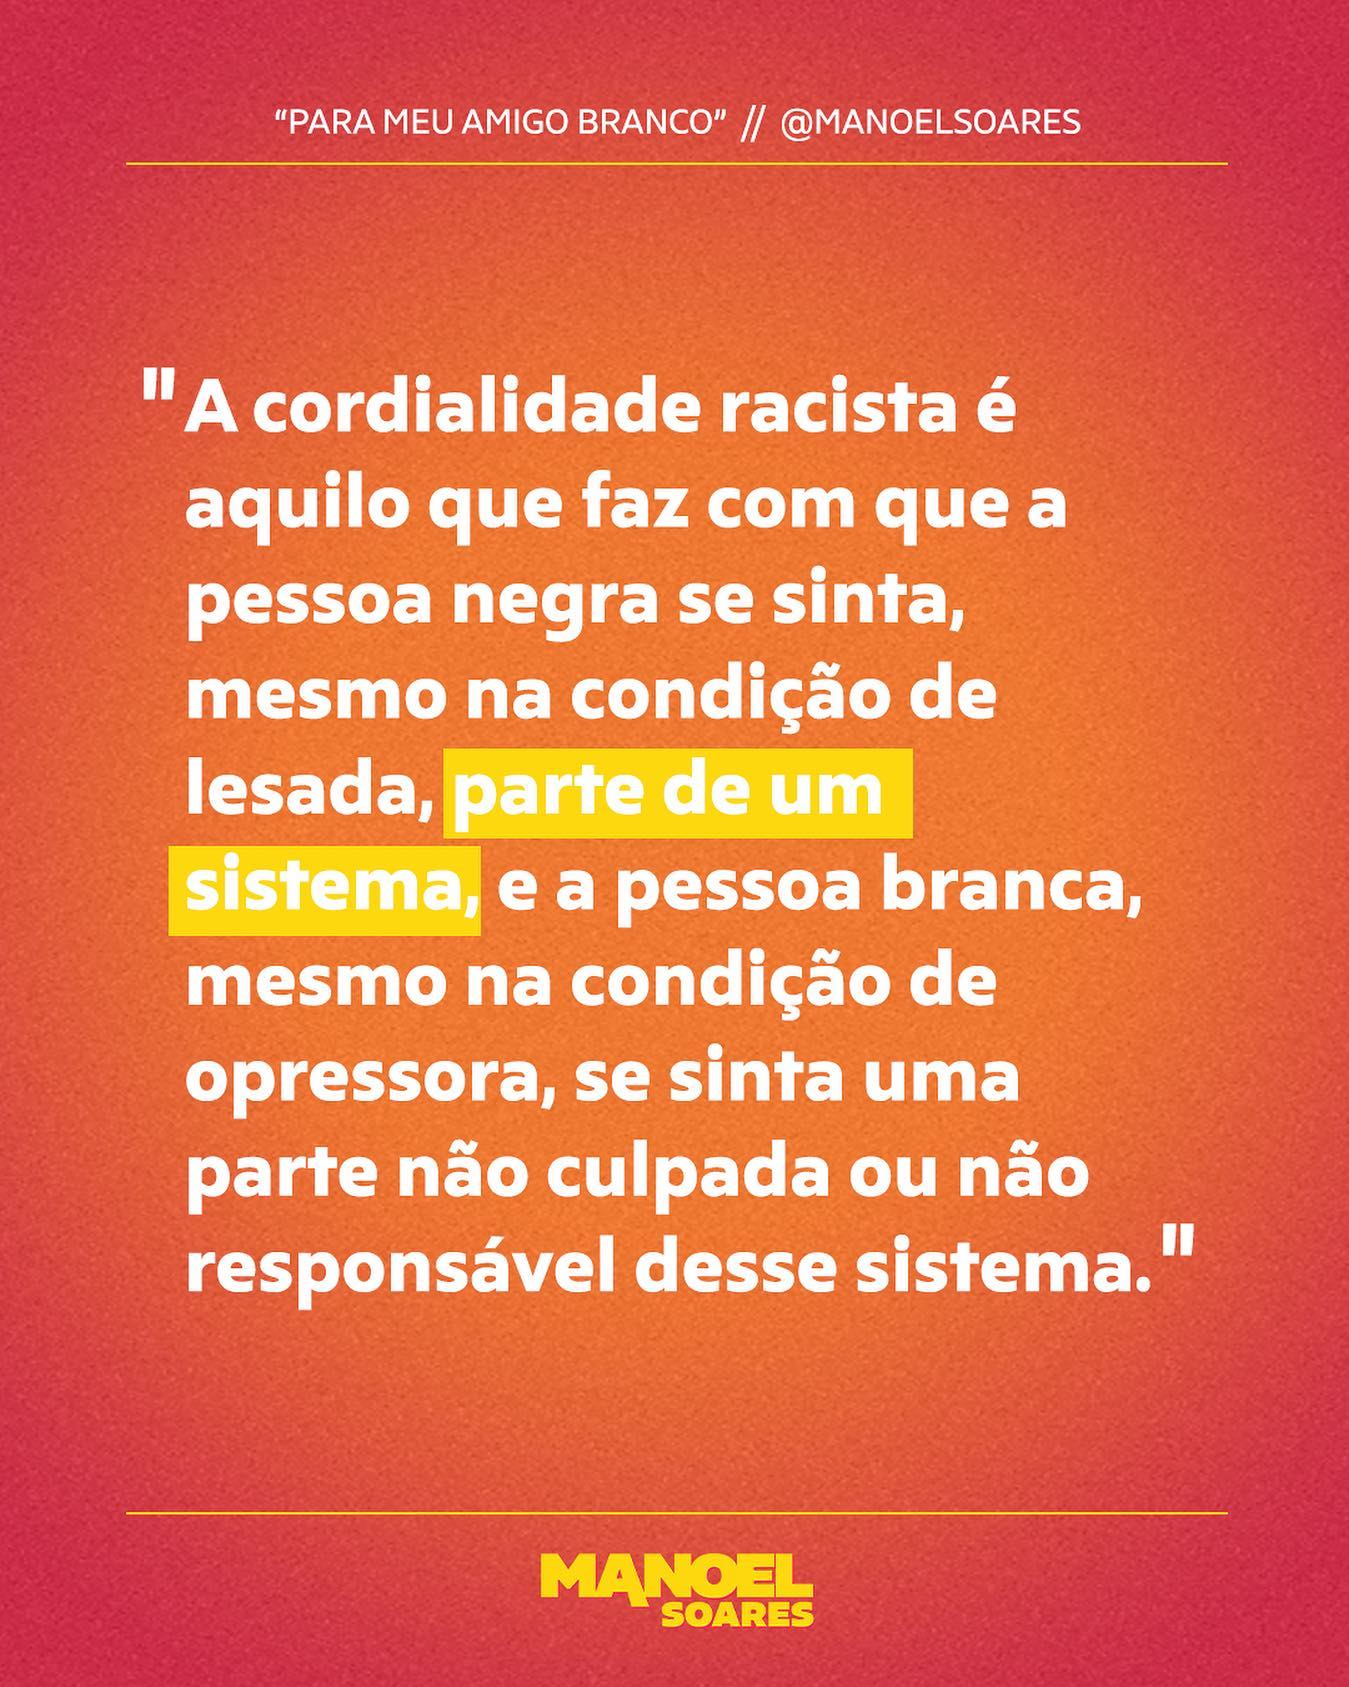 “PARA MEU AMIGO BRANCO” // @MANOELSOARES
"A cordialidade racista é
aquilo que faz com que a
pessoa negra se sinta,
mesmo na condição de
lesada, parte de um
sistema, e a pessoa branca,
mesmo na condição de
opressora, se sinta uma
parte não culpada ou não
responsável desse sistema."
MANOEL
SOARES